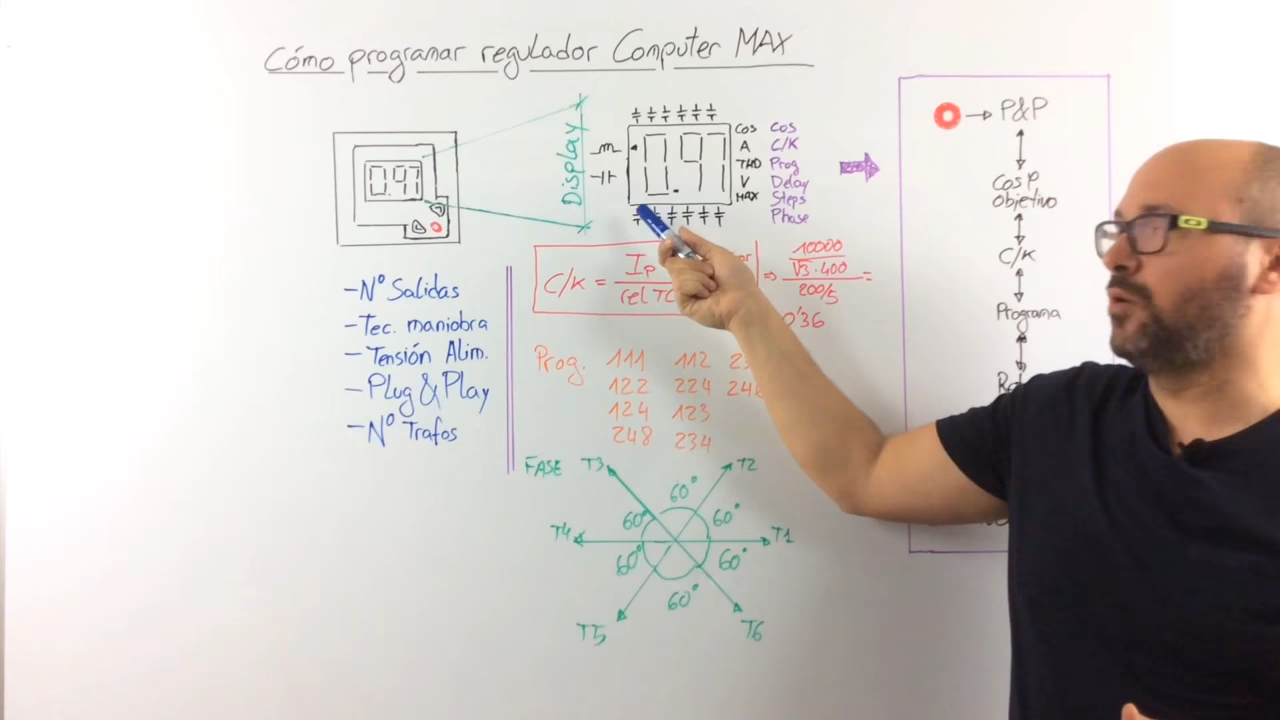 Cómo programar regulador Computer MAX
0.97
Display
0.97
COS
A
THD
V
MAX
Cos
C/K
Prog
Delay
Steps
Phase
- Nº Salidas
- Tec. maniobra
- Tensión Alim.
- Plug & Play
- Nº Trafos
C/K =
Ip
rel TC
=> 10000
√3·400
200/5
=
0'36
Prog. 111 112
122 224
124 123
248 234
FASE T3 T2
60° 60° 60°
T4 T1
60° 60° 60°
T5 T6
→ P&P
Cos φ
Objetivo
C/K
Programa